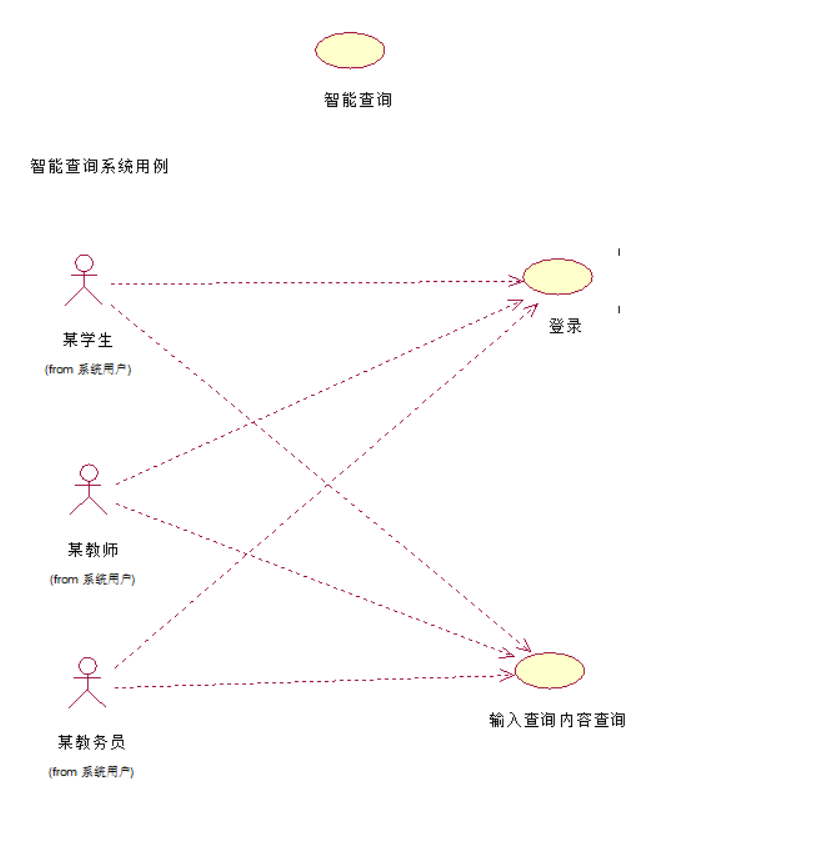 智能查询
智能查询系统用例
某学生
(from 系统用户)
登录
某教师
(from 系统用户)
某教务员
(from 系统用户)
输入查询内容查询